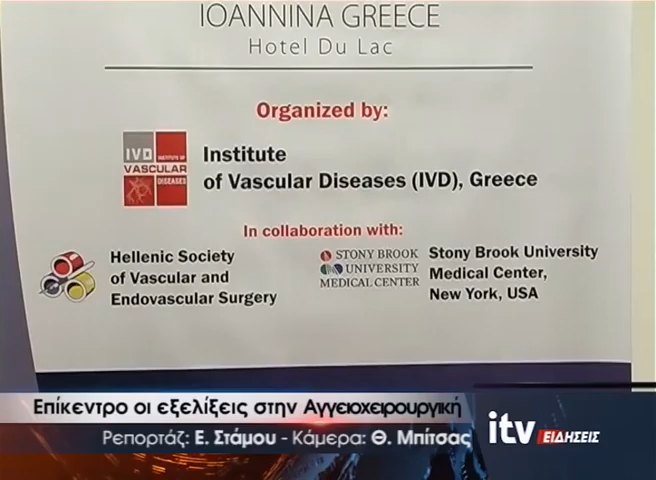 IOANNINA GREECE
Hotel Du Lac
Organized by:
IVD INSTITUTE OF
VASCULAR
DISEASES
Institute
of Vascular Diseases (IVD), Greece
In collaboration with:
Hellenic Society
of Vascular and
Endovascular Surgery
STONY BROOK
UNIVERSITY
MEDICAL CENTER
Stony Brook University
Medical Center,
New York, USA
Επίκεντρο οι εξελίξεις στην Αγγειοχειρουργική
Ρεπορτάζ: Ε. Στάμου - Κάμερα: Θ. Μπίτσας
itv ΕΙΔΗΣΕΙΣ